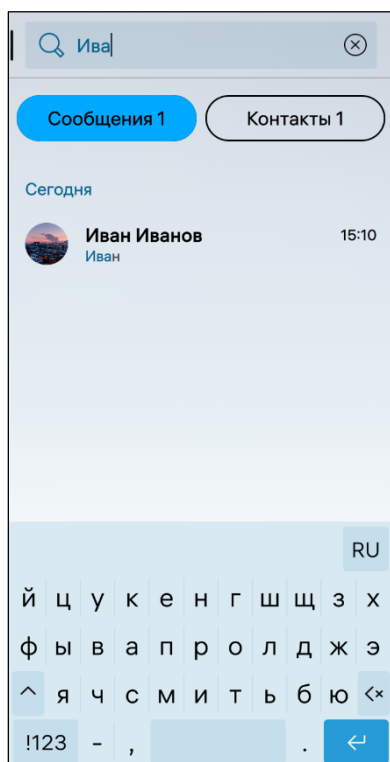 Ива
Сообщения 1 Контакты 1
Сегодня
Иван Иванов 15:10
Иван
RU
й ц у к е н г ш щ з х
ф ы в а п р о л д ж э
я ч с м и т ь б ю
!123 - , .